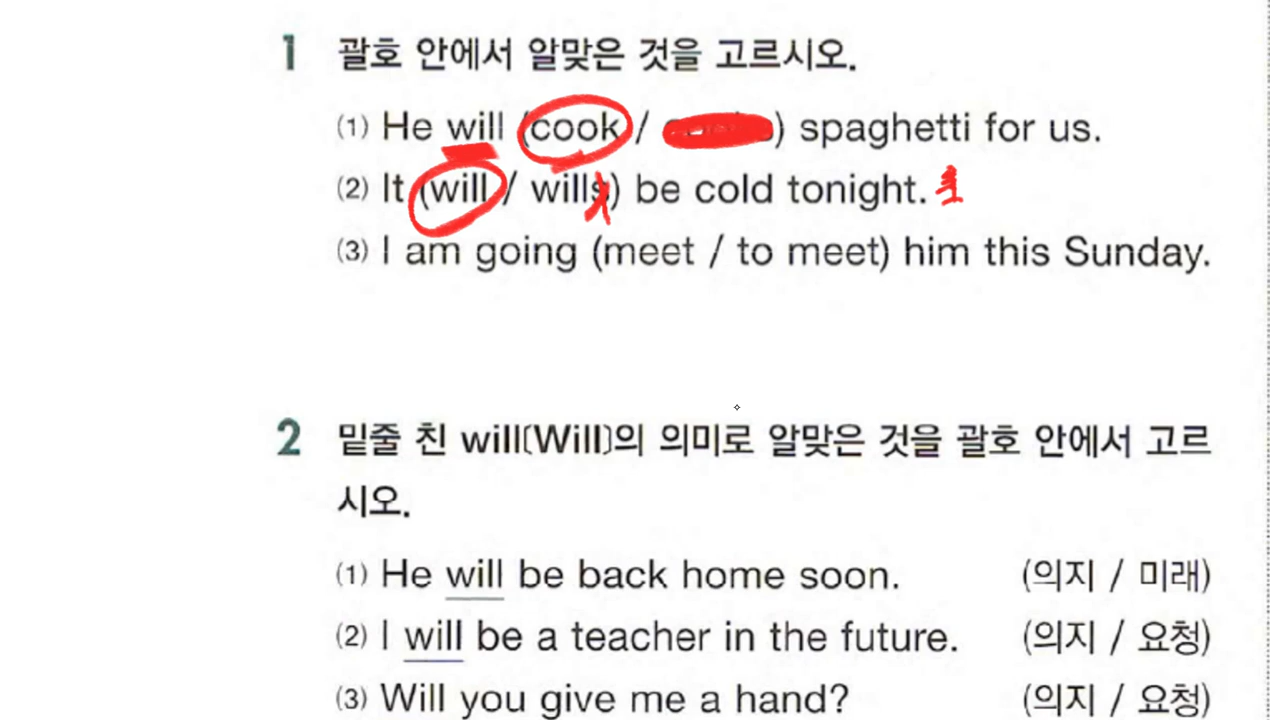 1 괄호 안에서 알맞은 것을 고르시오.
(1) He will (cook / ) spaghetti for us.
(2) It (will / wills) be cold tonight.
(3) I am going (meet / to meet) him this Sunday.
2 밑줄 친 will(Will)의 의미로 알맞은 것을 괄호 안에서 고르
시오.
(1) He will be back home soon. (의지 / 미래)
(2) I will be a teacher in the future. (의지 / 요청)
(3) Will you give me a hand? (의지 / 요청)